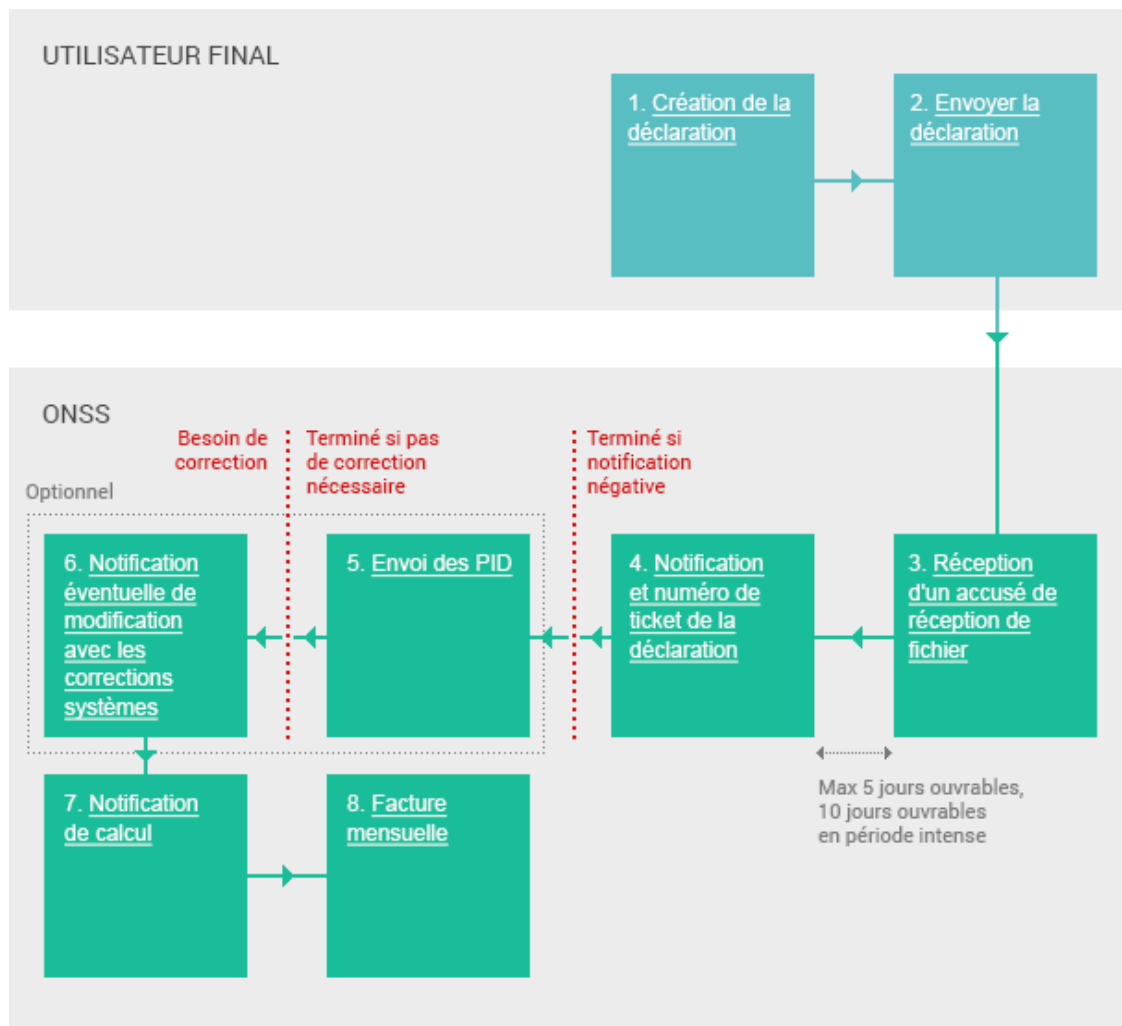 UTILISATEUR FINAL
1. Création de la
déclaration
2. Envoyer la
déclaration
ONSS
Besoin de
correction
Terminé si pas
de correction
nécessaire
Terminé si
notification
négative
Optionnel
6. Notification
éventuelle de
modification
avec les
corrections
systèmes
5. Envoi des PID
4. Notification
et numéro de
ticket de la
déclaration
3. Réception
d'un accusé de
réception de
fichier
7. Notification
de calcul
8. Facture
mensuelle
Max 5 jours ouvrables,
10 jours ouvrables
en période intense